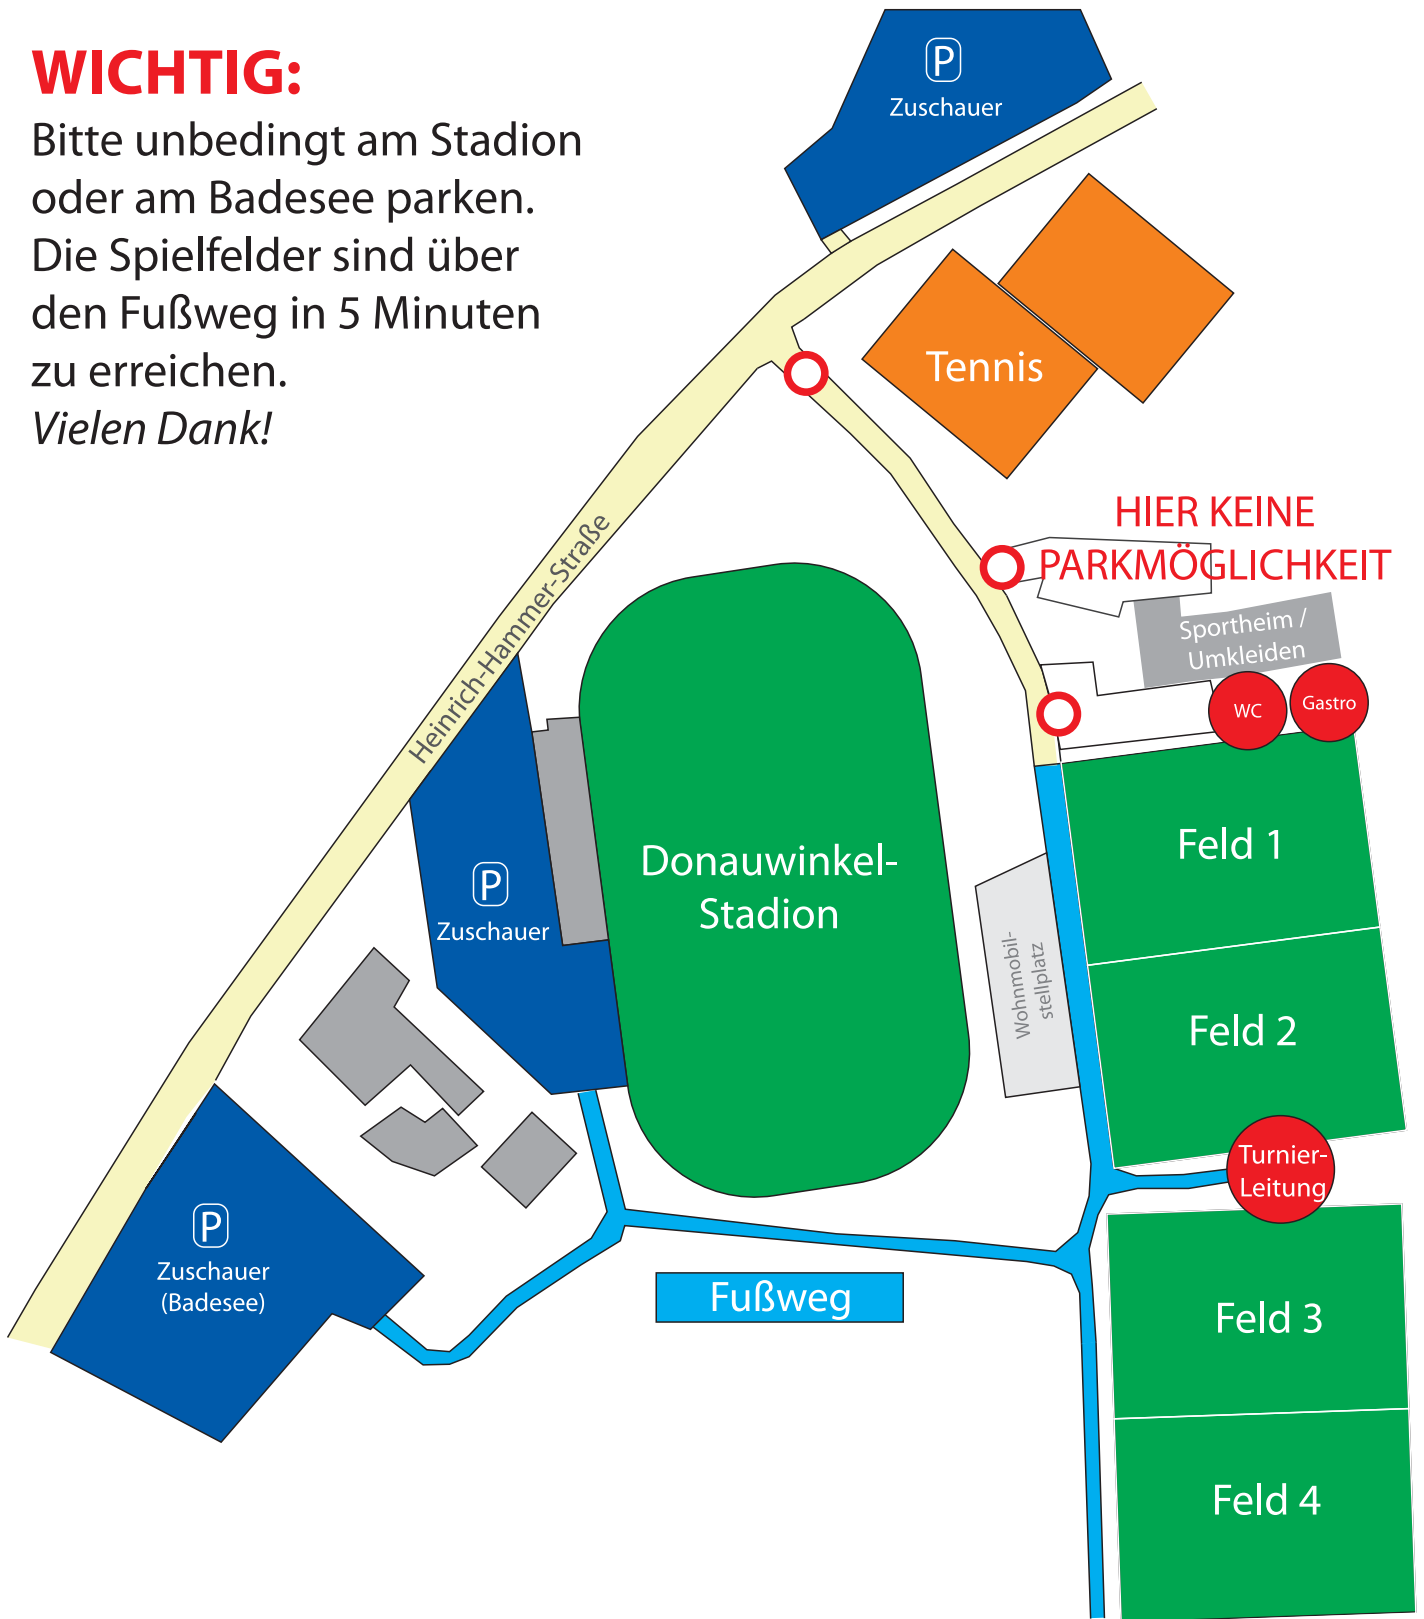 WICHTIG:
Bitte unbedingt am Stadion
oder am Badesee parken.
Die Spielfelder sind über
den Fußweg in 5 Minuten
zu erreichen.
Vielen Dank!
P
Zuschauer
Tennis
HIER KEINE
PARKMÖGLICHKEIT
Sportheim /
Umkleiden
WC
Gastro
Heinrich-Hammer-Straße
P
Zuschauer
Donauwinkel-
Stadion
Wohnmobil-
stellplatz
Feld 1
Feld 2
Turnier-
Leitung
P
Zuschauer
(Badesee)
Fußweg
Feld 3
Feld 4